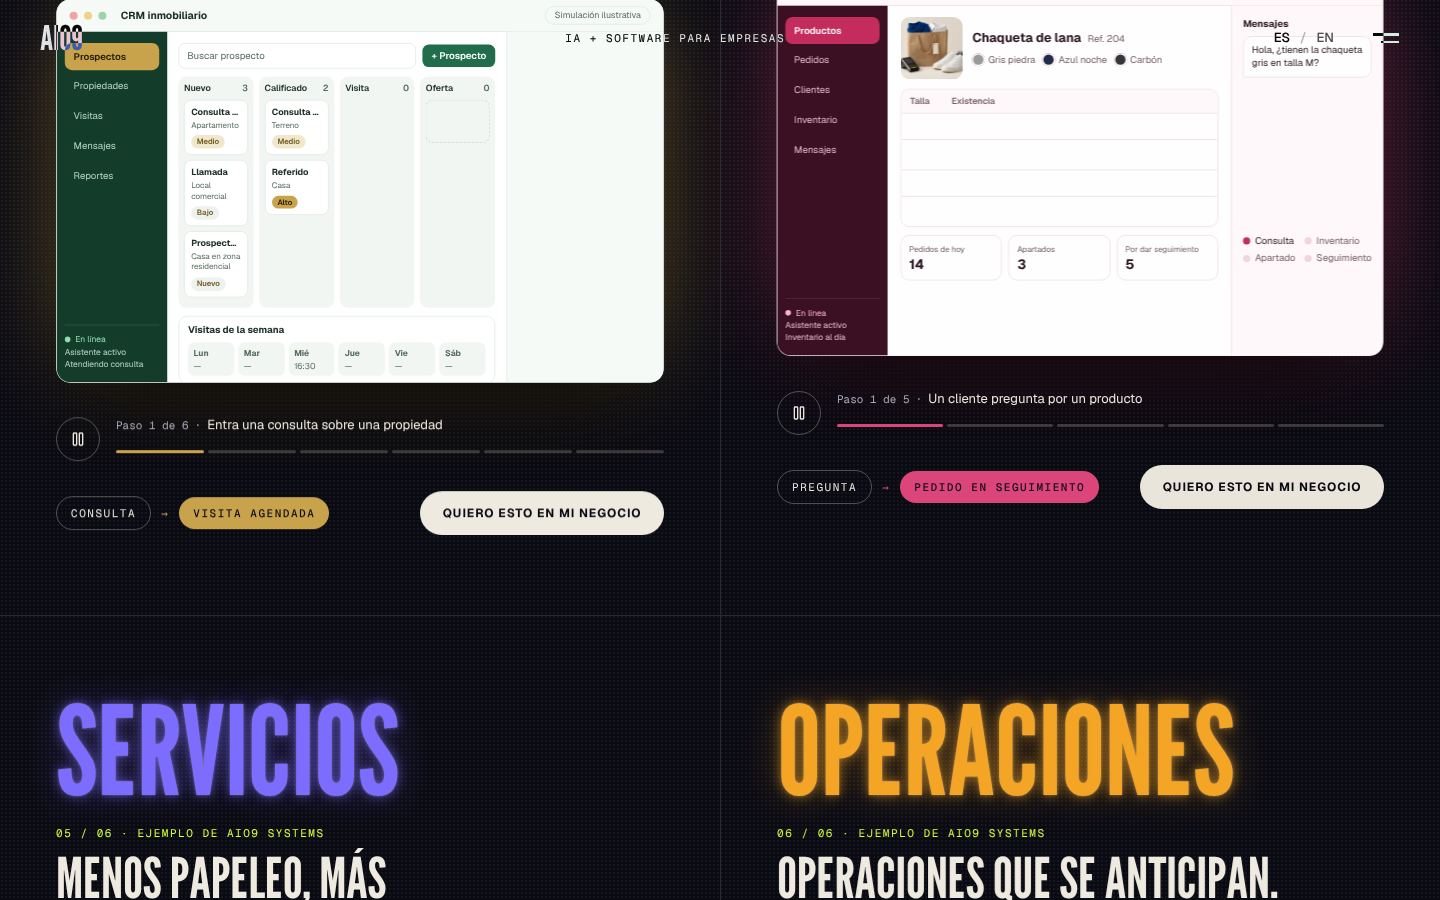 AIO9
IA + SOFTWARE PARA EMPRESAS
ES / EN
CRM inmobiliario
Simulación ilustrativa
Prospectos
Propiedades
Visitas
Mensajes
Reportes
En línea
Asistente activo
Atendiendo consulta
Buscar prospecto
+ Prospecto
Nuevo 3
Consulta ...
Apartamento
Medio
Llamada
Local
comercial
Bajo
Prospect...
Casa en zona
residencial
Nuevo
Calificado 2
Consulta ...
Terreno
Medio
Referido
Casa
Alto
Visita 0
Oferta 0
Visitas de la semana
Lun
—
Mar
—
Mié
16:30
Jue
—
Vie
—
Sáb
—
Paso 1 de 6 · Entra una consulta sobre una propiedad
CONSULTA → VISITA AGENDADA
QUIERO ESTO EN MI NEGOCIO
Productos
Pedidos
Clientes
Inventario
Mensajes
En línea
Asistente activo
Inventario al día
Chaqueta de lana Ref. 204
Gris piedra Azul noche Carbón
Talla Existencia
Pedidos de hoy
14
Apartados
3
Por dar seguimiento
5
Mensajes
Hola, ¿tienen la chaqueta
gris en talla M?
Consulta Inventario
Apartado Seguimiento
Paso 1 de 5 · Un cliente pregunta por un producto
PREGUNTA → PEDIDO EN SEGUIMIENTO
QUIERO ESTO EN MI NEGOCIO
SERVICIOS
05 / 06 · EJEMPLO DE AIO9 SYSTEMS
MENOS PAPELEO, MÁS
OPERACIONES
06 / 06 · EJEMPLO DE AIO9 SYSTEMS
OPERACIONES QUE SE ANTICIPAN.